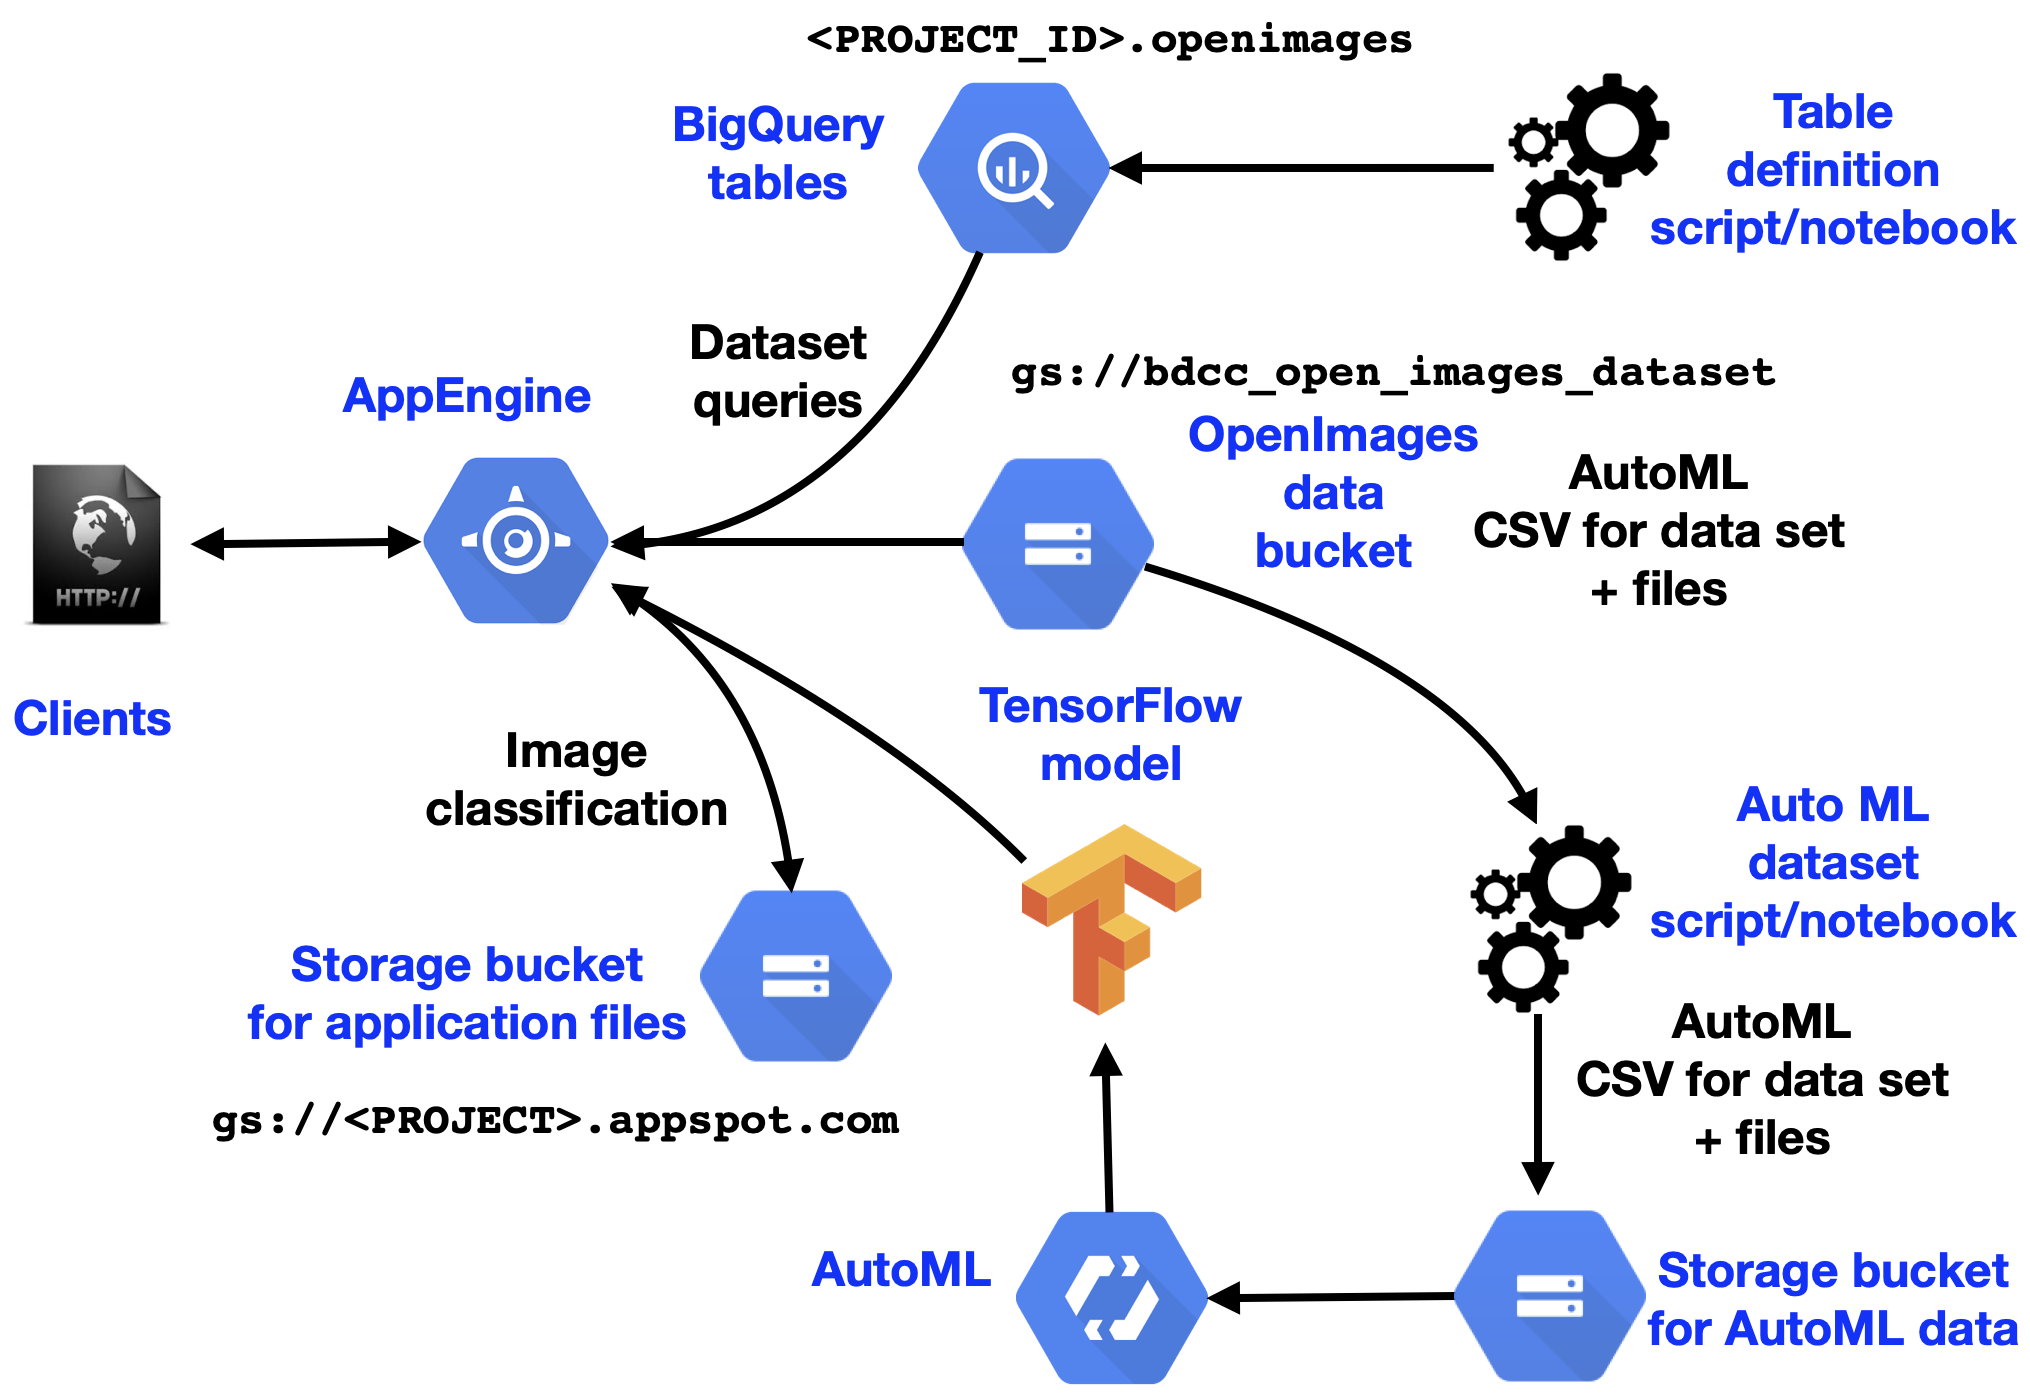 <PROJECT_ID>.openimages
BigQuery
tables
Table
definition
script/notebook
Dataset
queries
gs://bdcc_open_images_dataset
AppEngine
OpenImages
data
bucket
AutoML
CSV for data set
+ files
HTTP://
Clients
TensorFlow
model
Image
classification
Auto ML
dataset
script/notebook
Storage bucket
for application files
gs://<PROJECT>.appspot.com
AutoML
CSV for data set
+ files
AutoML
Storage bucket
for AutoML data